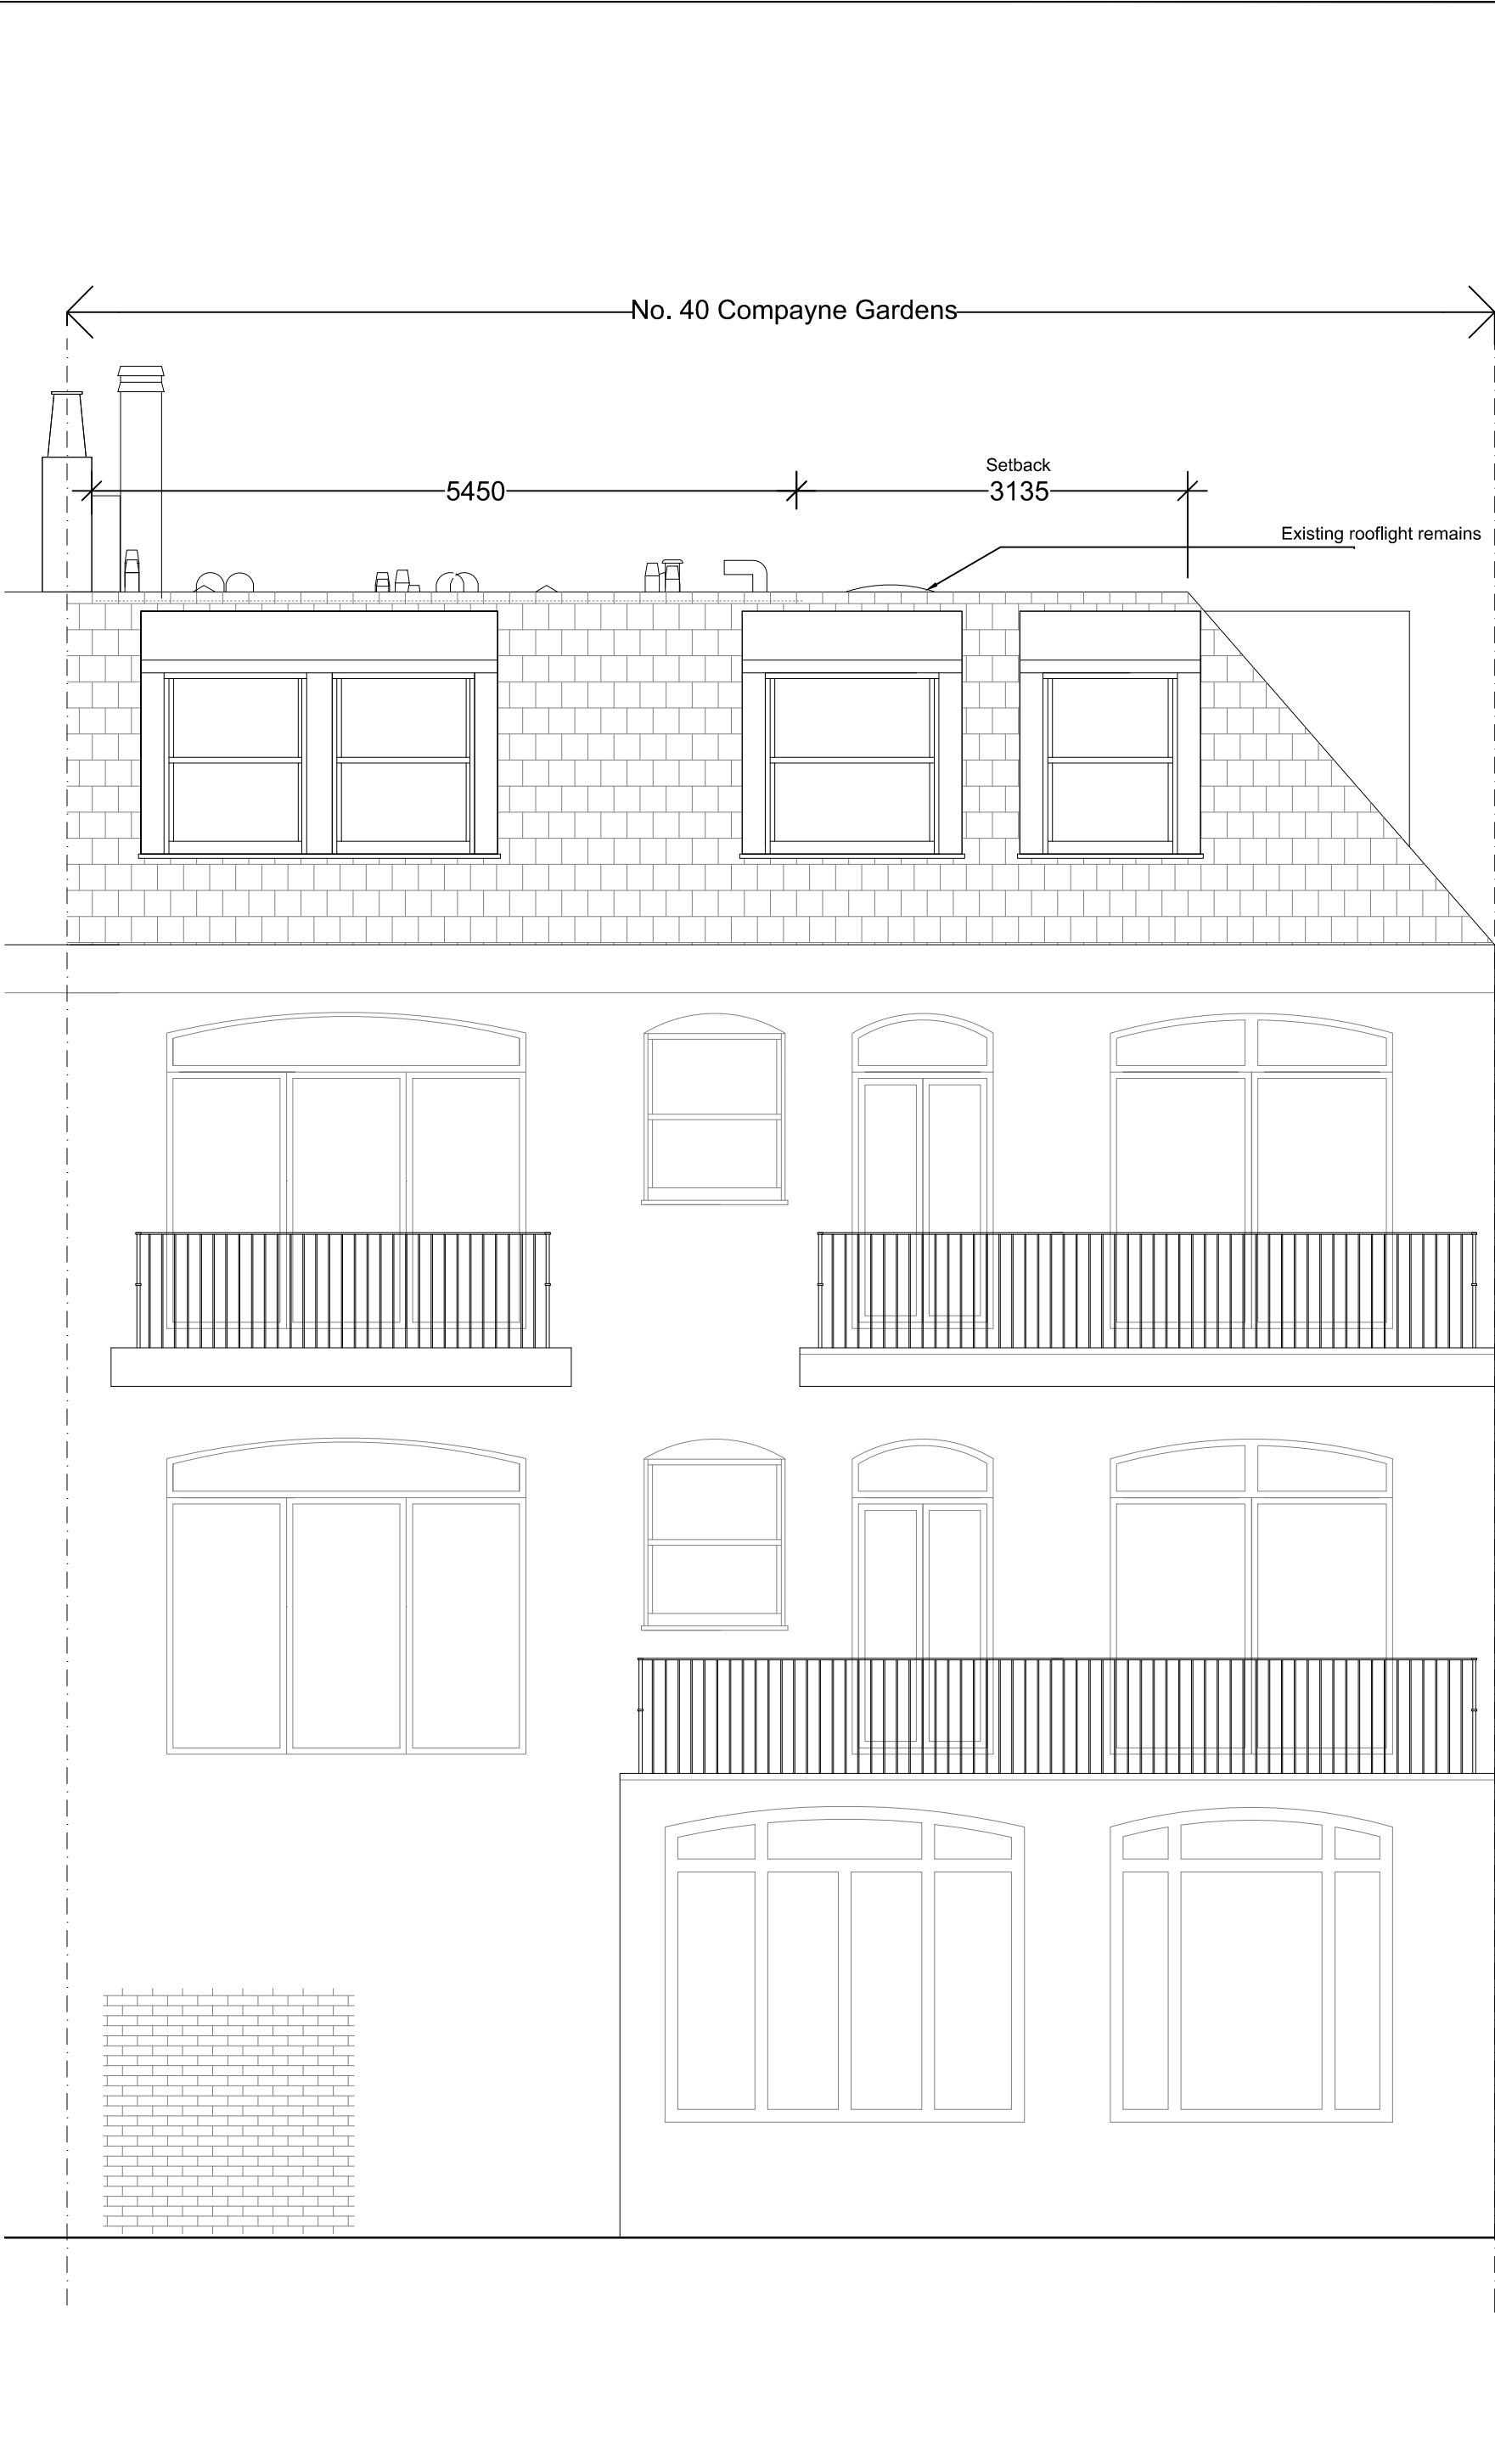 No. 40 Compayne Gardens
Setback
5450
3135
Existing rooflight remains